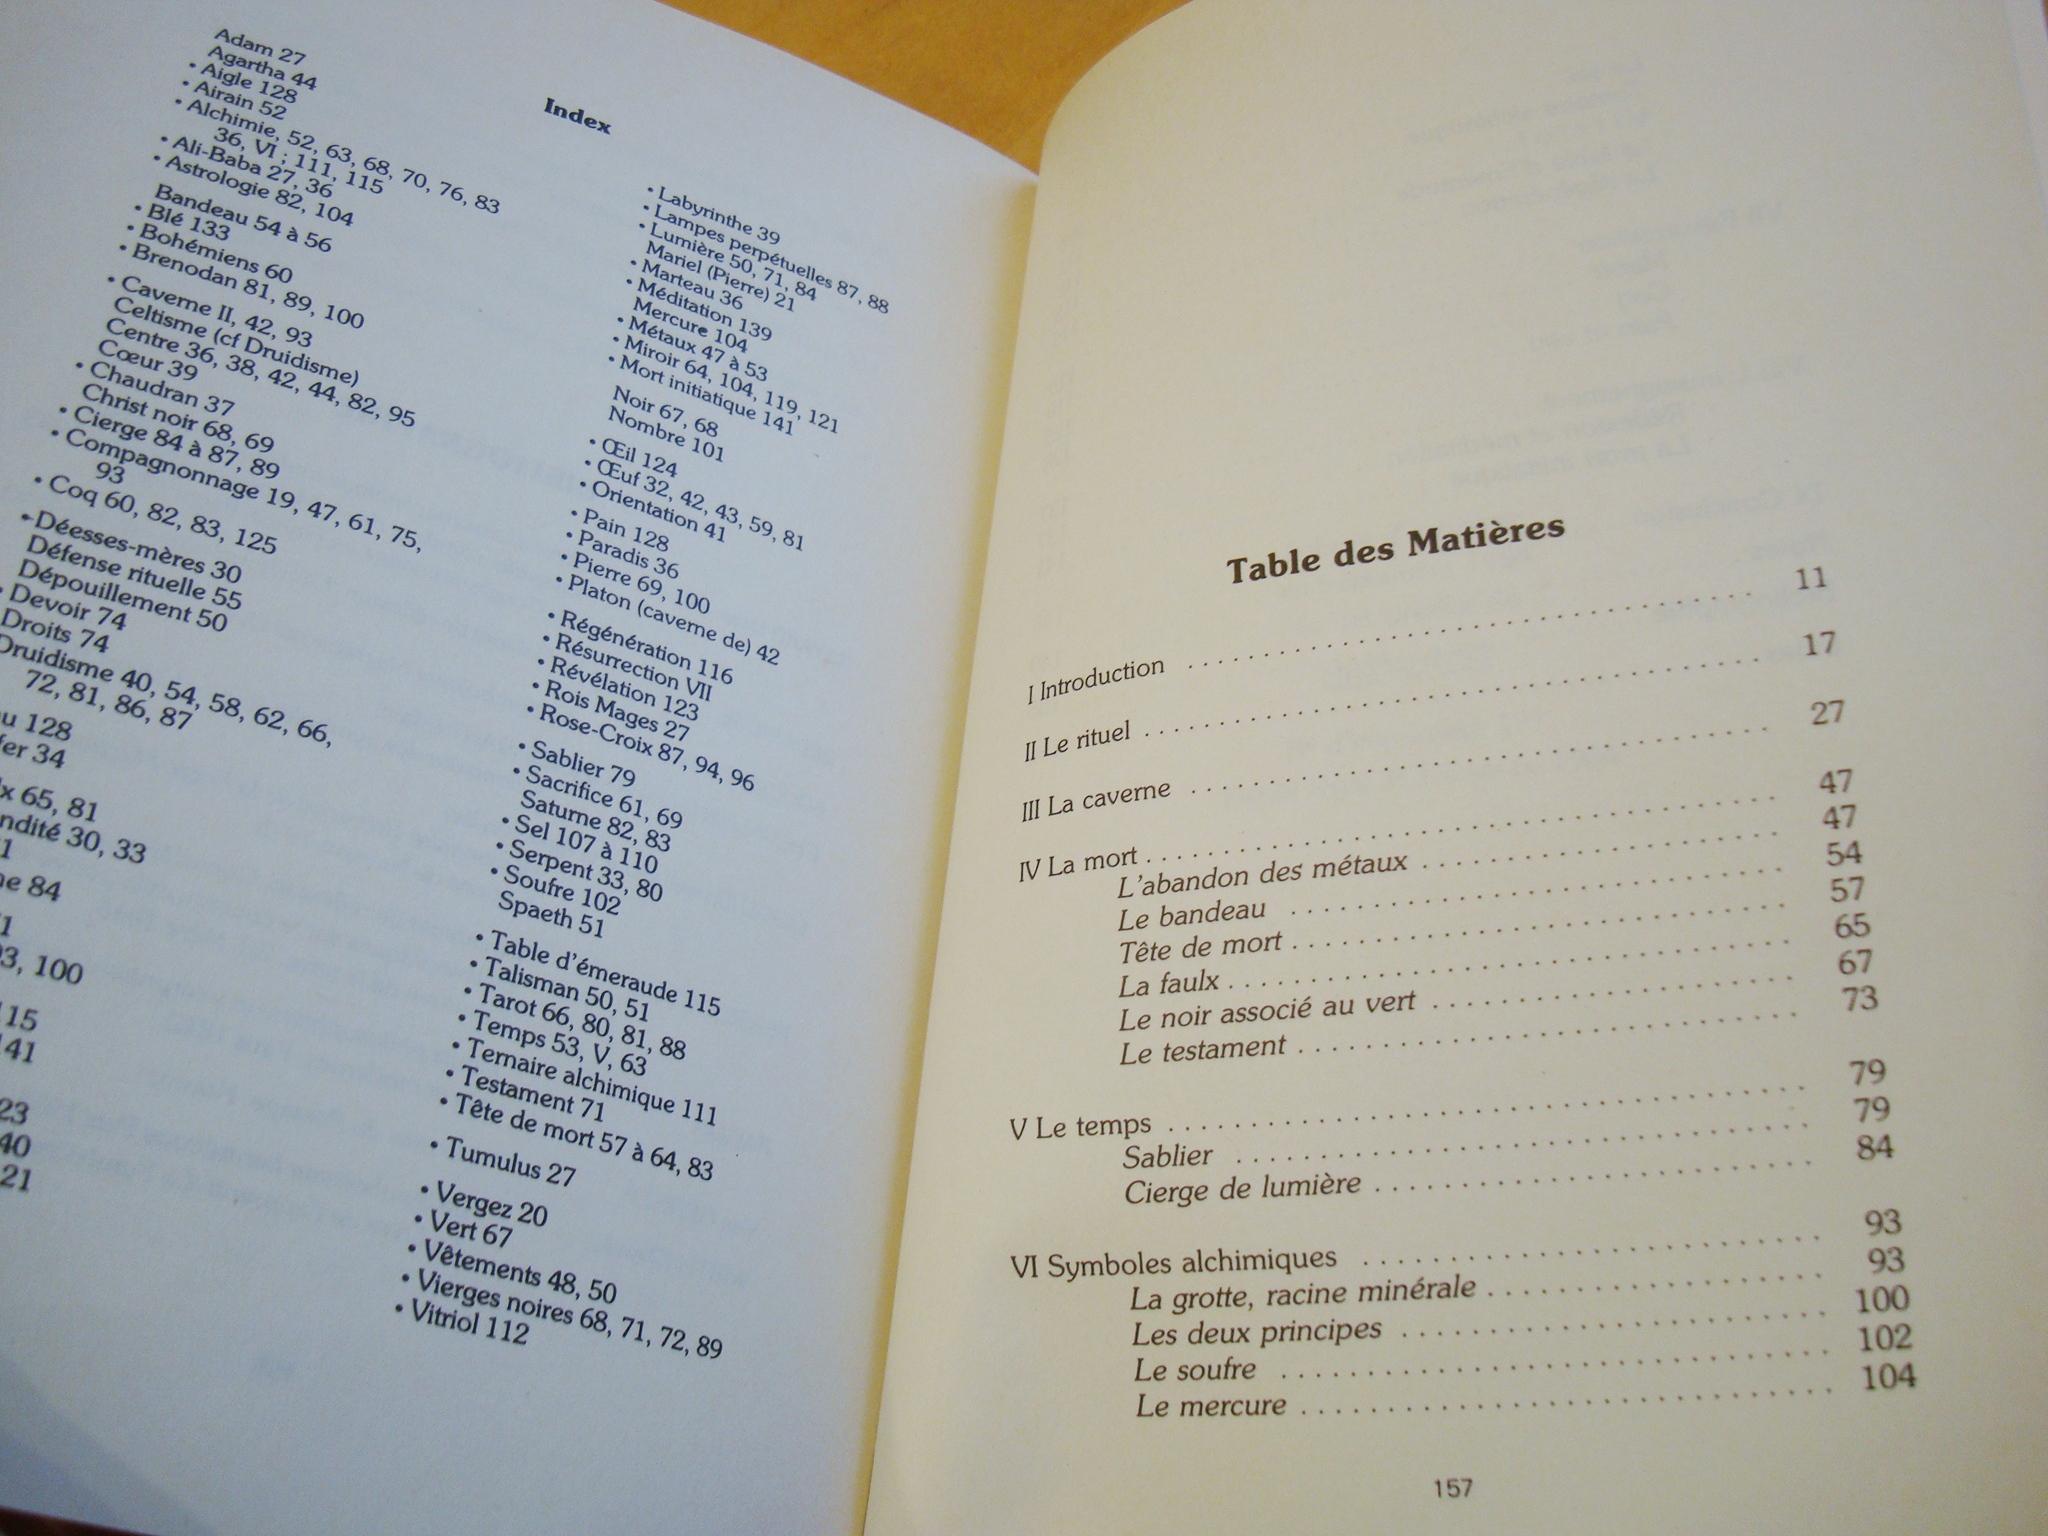 Index
Adam 27
Agartha 44
• Aigle 128
• Airain 52
• Alchimie, 52, 63, 68, 70, 76, 83
36, VI ; 111, 115
• Ali-Baba 27, 36
• Astrologie 82, 104
Bandeau 54 à 56
• Blé 133
• Bohémiens 60
• Brenodan 81, 89, 100
• Caverne II, 42, 93
Celtisme (cf Druidisme)
Centre 36, 38, 42, 44, 82, 95
Cœur 39
• Chaudran 37
Christ noir 68, 69
• Cierge 84 à 87, 89
• Compagnonnage 19, 47, 61, 75,
93
• Coq 60, 82, 83, 125
• Déesses-mères 30
Défense rituelle 55
Dépouillement 50
• Devoir 74
Droits 74
Druidisme 40, 54, 58, 62, 66,
72, 81, 86, 87
128
34
65, 81
30, 33
84
100
115
141
23
40
21
• Labyrinthe 39
• Lampes perpétuelles 87, 88
• Lumière 50, 71, 84
Mariel (Pierre) 21
• Marteau 36
• Méditation 139
Mercure 104
• Métaux 47 à 53
• Miroir 64, 104, 119, 121
• Mort initiatique 141
Noir 67, 68
Nombre 101
• Œil 124
• Œuf 32, 42, 43, 59, 81
• Orientation 41
• Pain 128
• Paradis 36
• Pierre 69, 100
• Platon (caverne de) 42
• Régénération 116
• Résurrection VII
• Révélation 123
• Rois Mages 27
• Rose-Croix 87, 94, 96
• Sablier 79
• Sacrifice 61, 69
Saturne 82, 83
• Sel 107 à 110
• Serpent 33, 80
• Soufre 102
Spaeth 51
• Table d'émeraude 115
• Talisman 50, 51
• Tarot 66, 80, 81, 88
• Temps 53, V, 63
• Ternaire alchimique 111
• Testament 71
• Tête de mort 57 à 64, 83
• Tumulus 27
• Vergez 20
• Vert 67
• Vêtements 48, 50
• Vierges noires 68, 71, 72, 89
• Vitriol 112
Table des Matières
I Introduction . . . . . . . . . . 11
II Le rituel . . . . . . . . . . 17
III La caverne . . . . . . . . . . 27
IV La mort . . . . . . . . . . 47
L'abandon des métaux . . . . . . . . . . 47
Le bandeau . . . . . . . . . . 54
Tête de mort . . . . . . . . . . 57
La faulx . . . . . . . . . . 65
Le noir associé au vert . . . . . . . . . . 67
Le testament . . . . . . . . . . 73
V Le temps . . . . . . . . . . 79
Sablier . . . . . . . . . . 79
Cierge de lumière . . . . . . . . . . 84
VI Symboles alchimiques . . . . . . . . . . 93
La grotte, racine minérale . . . . . . . . . . 93
Les deux principes . . . . . . . . . . 100
Le soufre . . . . . . . . . . 102
Le mercure . . . . . . . . . . 104
157